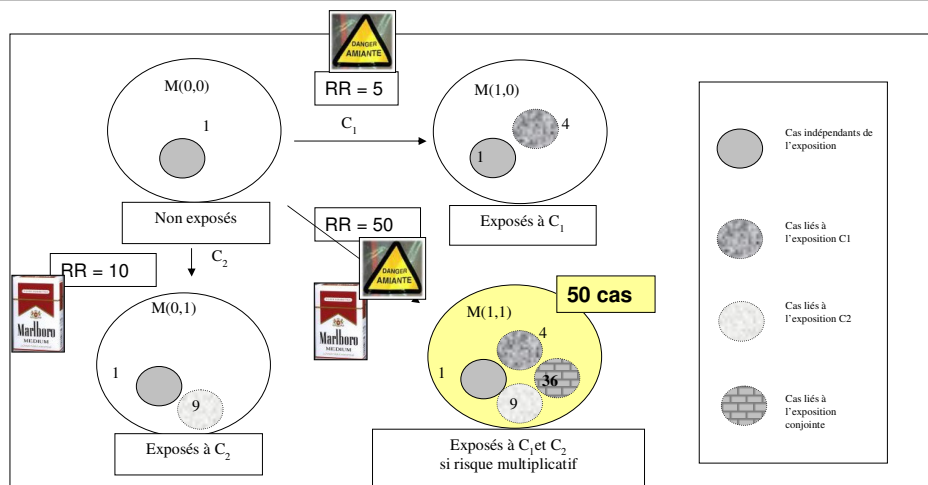 DANGER
AMIANTE
RR = 5
M(0,0)
1
C₁
M(1,0)
4
1
Non exposés
Exposés à C₁
RR = 50
C₂
RR = 10
DANGER
AMIANTE
Marlboro
MEDIUM
Marlboro
MEDIUM
M(0,1)
1
9
Exposés à C₂
50 cas
M(1,1)
4
1
36
9
Exposés à C₁et C₂
si risque multiplicatif
Cas indépendants de
l’exposition
Cas liés à
l’exposition C1
Cas liés à
l’exposition C2
Cas liés à
l’exposition
conjointe